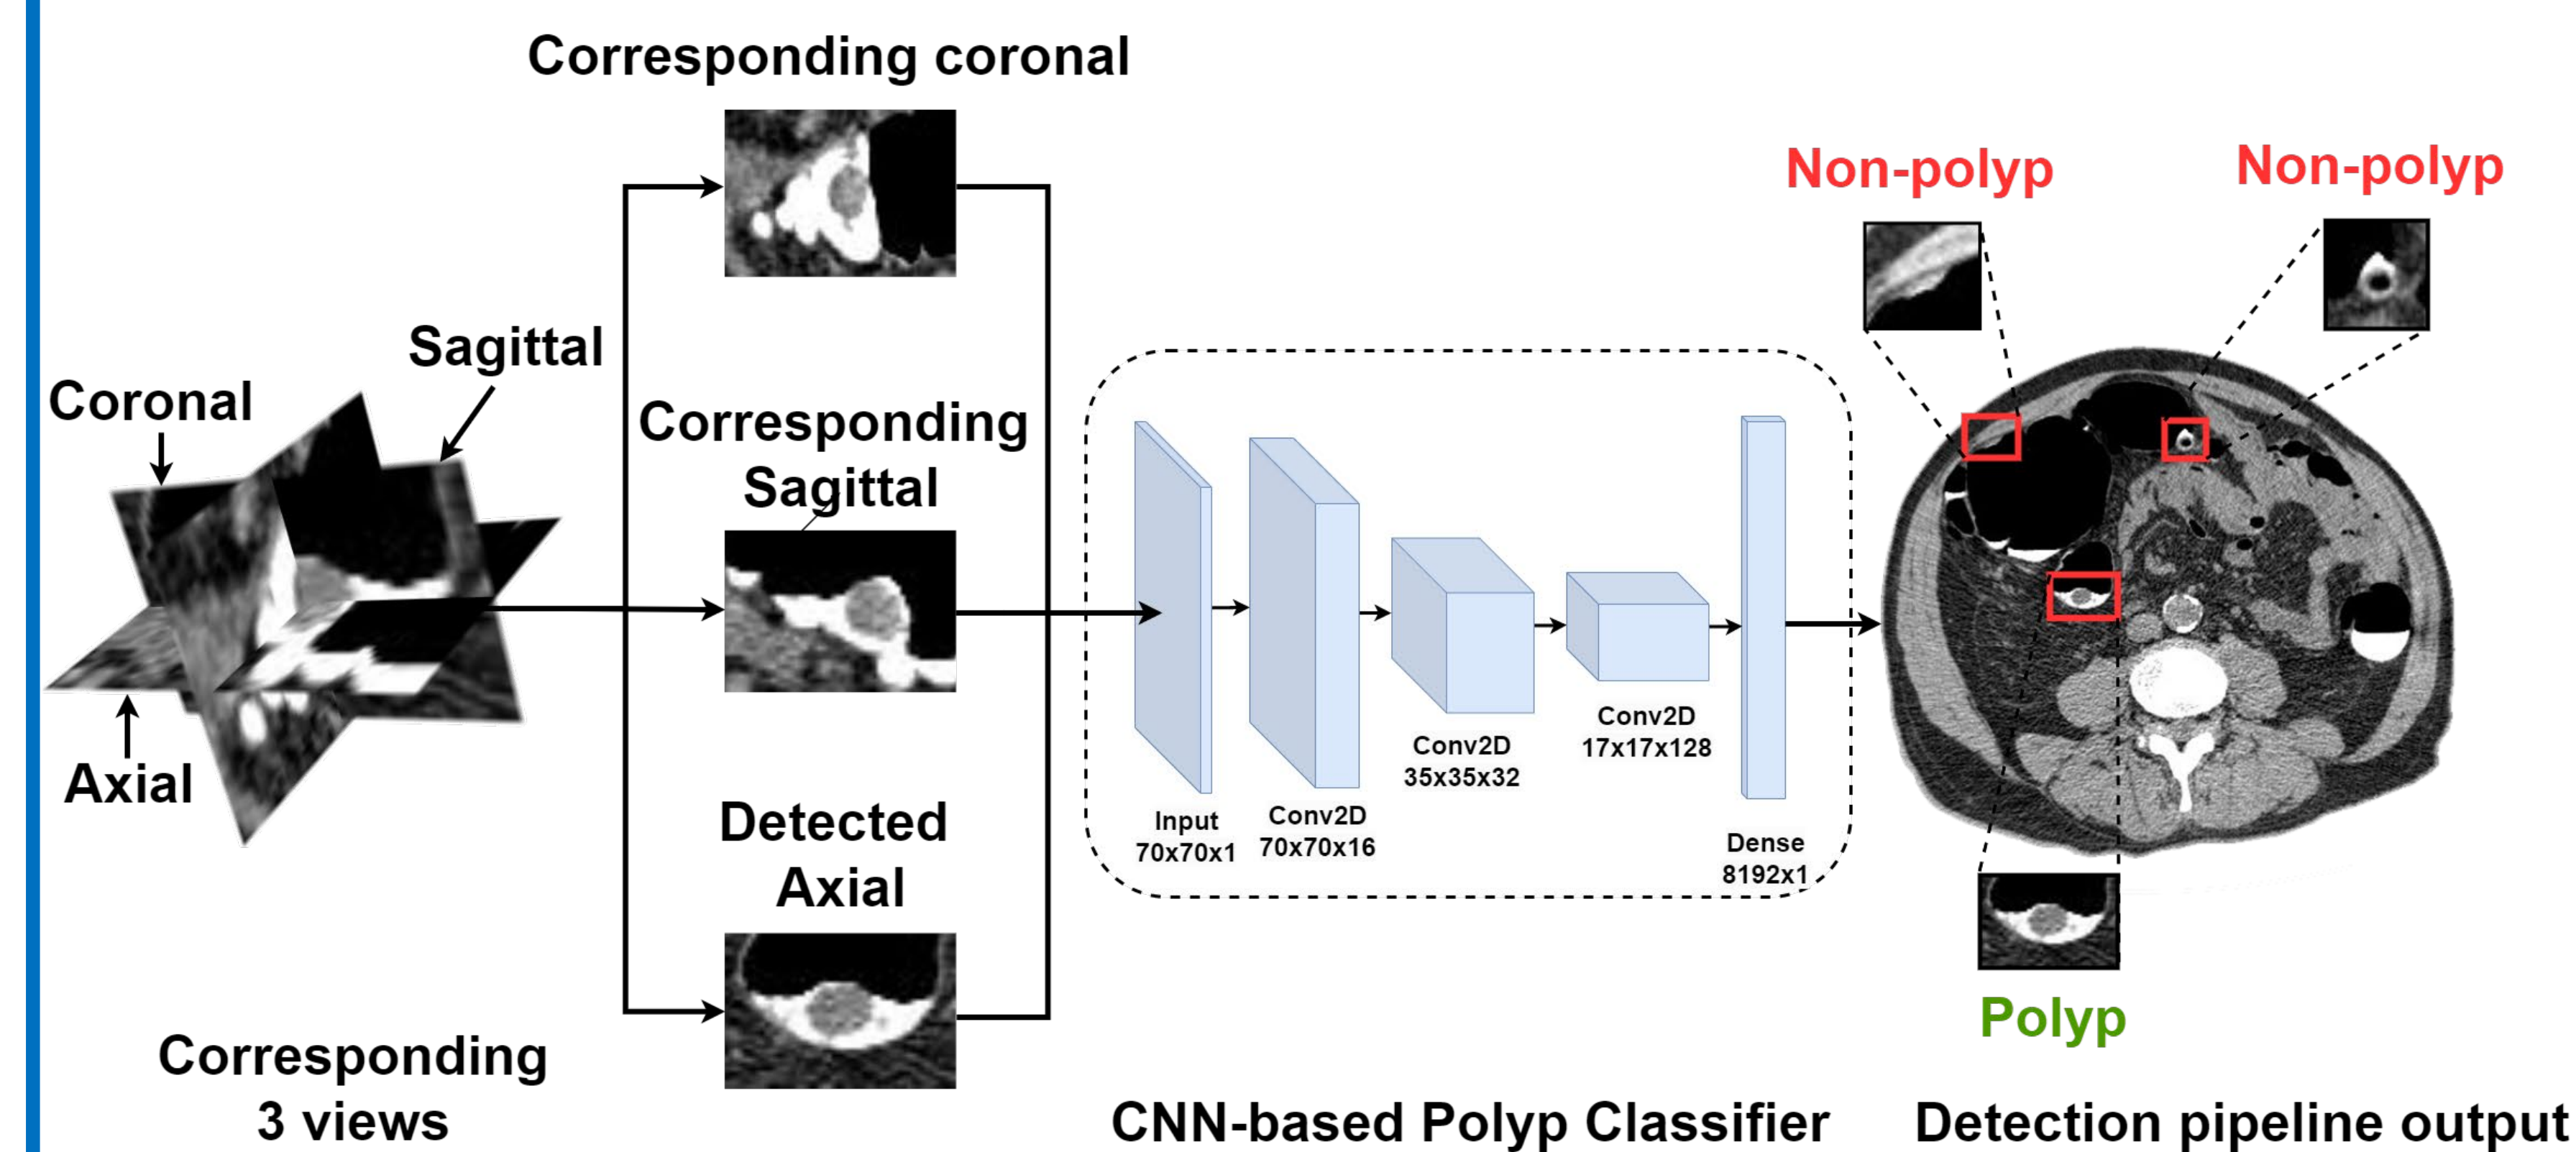 Corresponding coronal
Non-polyp
Non-polyp
Sagittal
Coronal
Corresponding
Sagittal
Axial
Detected
Axial
Input
70x70x1
Conv2D
70x70x16
Conv2D
35x35x32
Conv2D
17x17x128
Dense
8192x1
Polyp
Corresponding
3 views
CNN-based Polyp Classifier
Detection pipeline output